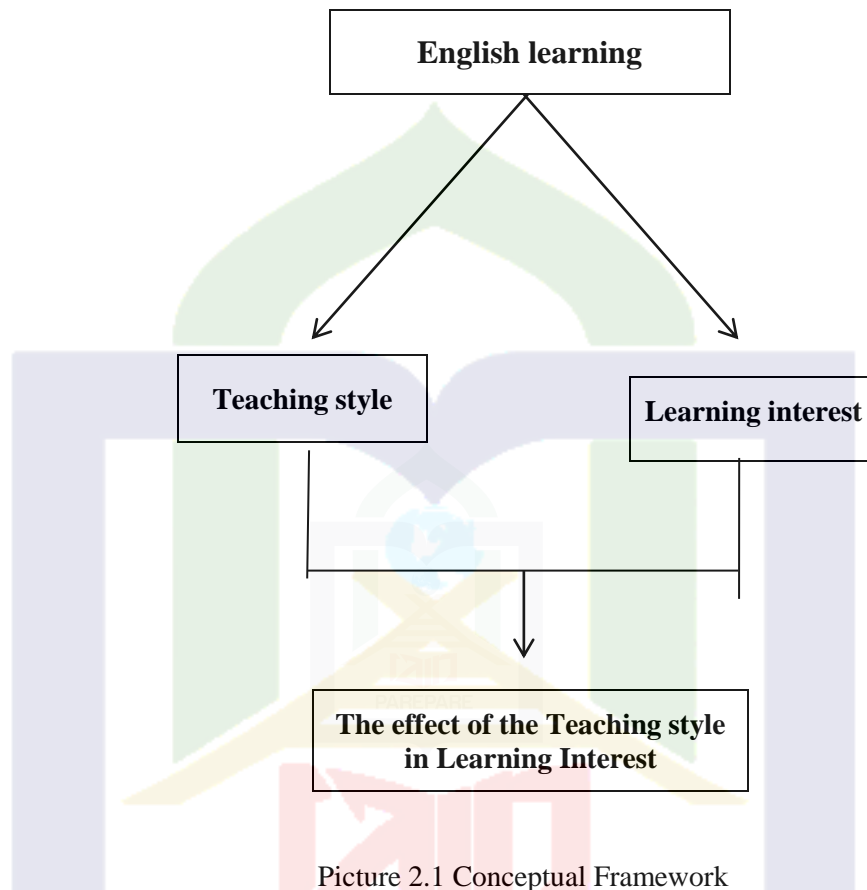 English learning
Teaching style
Learning interest
PAREPARE
The effect of the Teaching style
in Learning Interest
Picture 2.1 Conceptual Framework